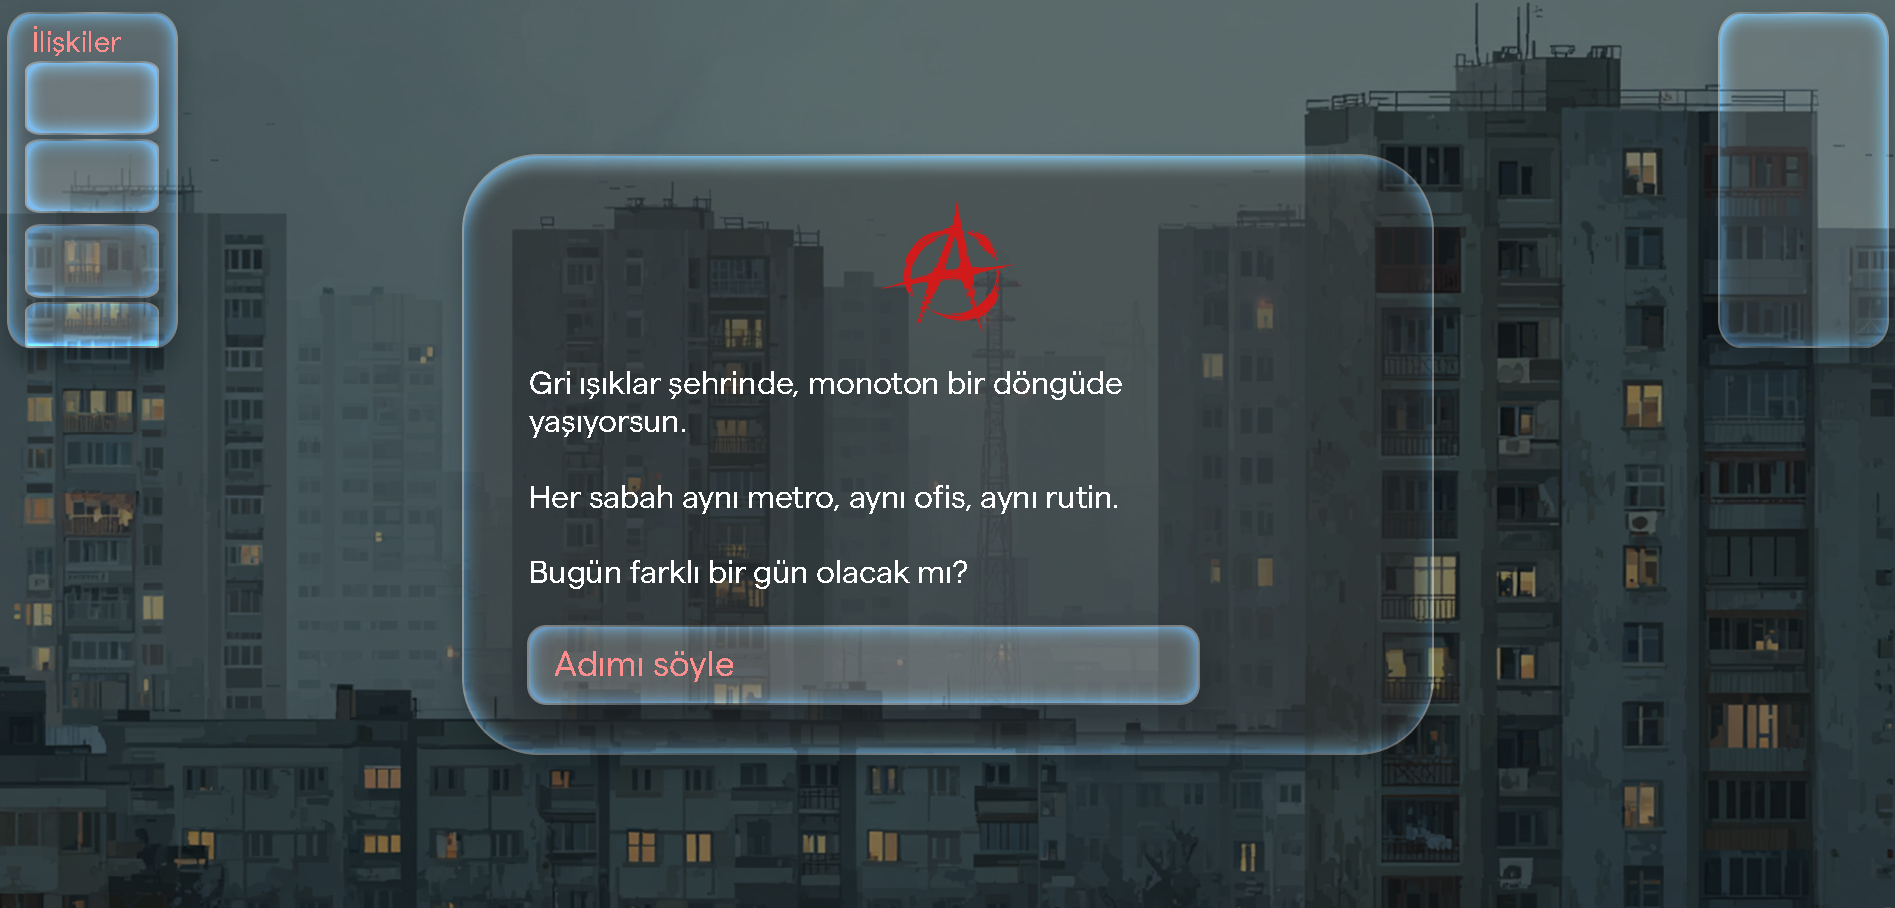 İlişkiler
Gri ışıklar şehrinde, monoton bir döngüde
yaşıyorsun.
Her sabah aynı metro, aynı ofis, aynı rutin.
Bugün farklı bir gün olacak mı?
Adımı söyle